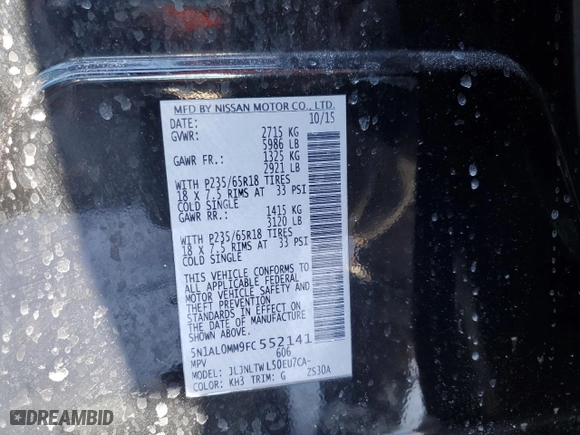 MFD BY NISSAN MOTOR CO., LTD.
DATE: 10/15
GVWR: 2715 KG
5986 LB
GAWR FR.: 1325 KG
2921 LB
WITH P235/65R18 TIRES
18 X 7.5 RIMS AT 33 PSI
COLD SINGLE
GAWR RR.: 1415 KG
3120 LB
WITH P235/65R18 TIRES
18 X 7.5 RIMS AT 33 PSI
COLD SINGLE
THIS VEHICLE CONFORMS TO
ALL APPLICABLE FEDERAL
MOTOR VEHICLE SAFETY AND
THEFT PREVENTION
STANDARDS IN EFFECT ON
THE DATE OF MANUFACTURE
SHOWN ABOVE.
5N1AL0MM9FC552141
MPV 606
MODEL: JLJNLTWL50EU7CA-
COLOR: KH3 TRIM: G ZS30A
DEALERCAR.IO